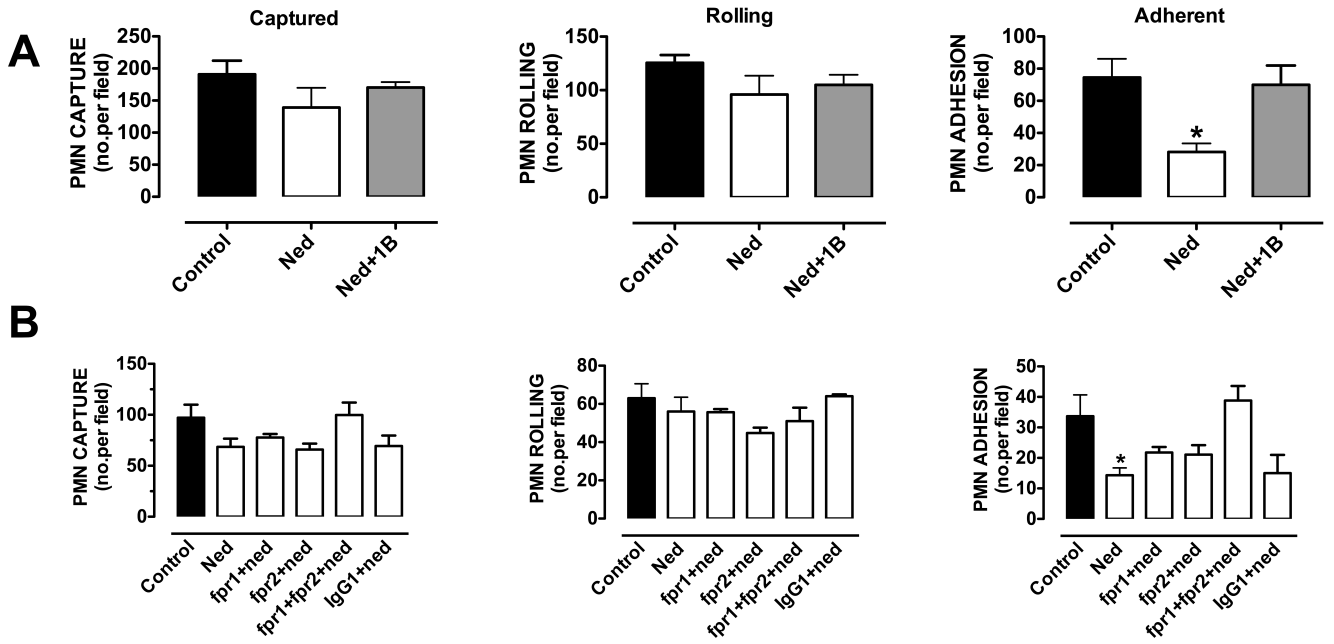 A
Captured
PMN CAPTURE
(no.per field)
250
200
150
100
50
0
Control
Ned
Ned+1B
Rolling
PMN ROLLING
(no.per field)
150
100
50
0
Control
Ned
Ned+1B
Adherent
PMN ADHESION
(no.per field)
100
80
60
40
20
0
*
Control
Ned
Ned+1B
B
PMN CAPTURE
(no.per field)
150
100
50
0
Control
Ned
fpr1+ned
fpr2+ned
fpr1+fpr2+ned
IgG1+ned
PMN ROLLING
(no.per field)
80
60
40
20
0
Control
Ned
fpr1+ned
fpr2+ned
fpr1+fpr2+ned
IgG1+ned
PMN ADHESION
(no.per field)
50
40
30
20
10
0
*
Control
Ned
fpr1+ned
fpr2+ned
fpr1+fpr2+ned
IgG1+ned